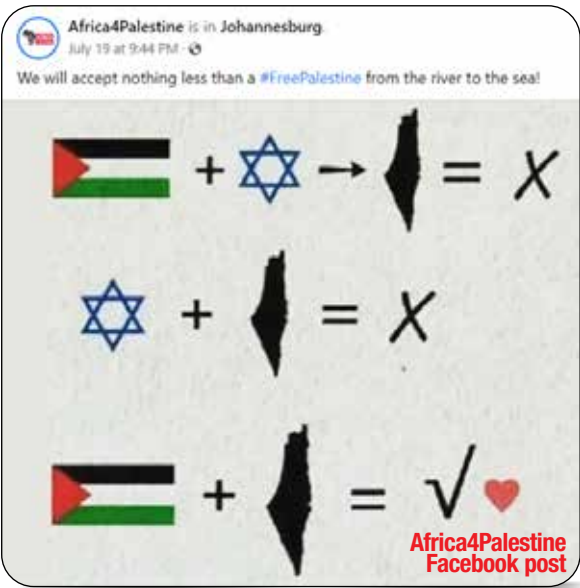 Africa4Palestine is in Johannesburg.
July 19 at 9:44 PM ·
We will accept nothing less than a #FreePalestine from the river to the sea!
+ → = X
+ = X
+ = √
Africa4Palestine
Facebook post